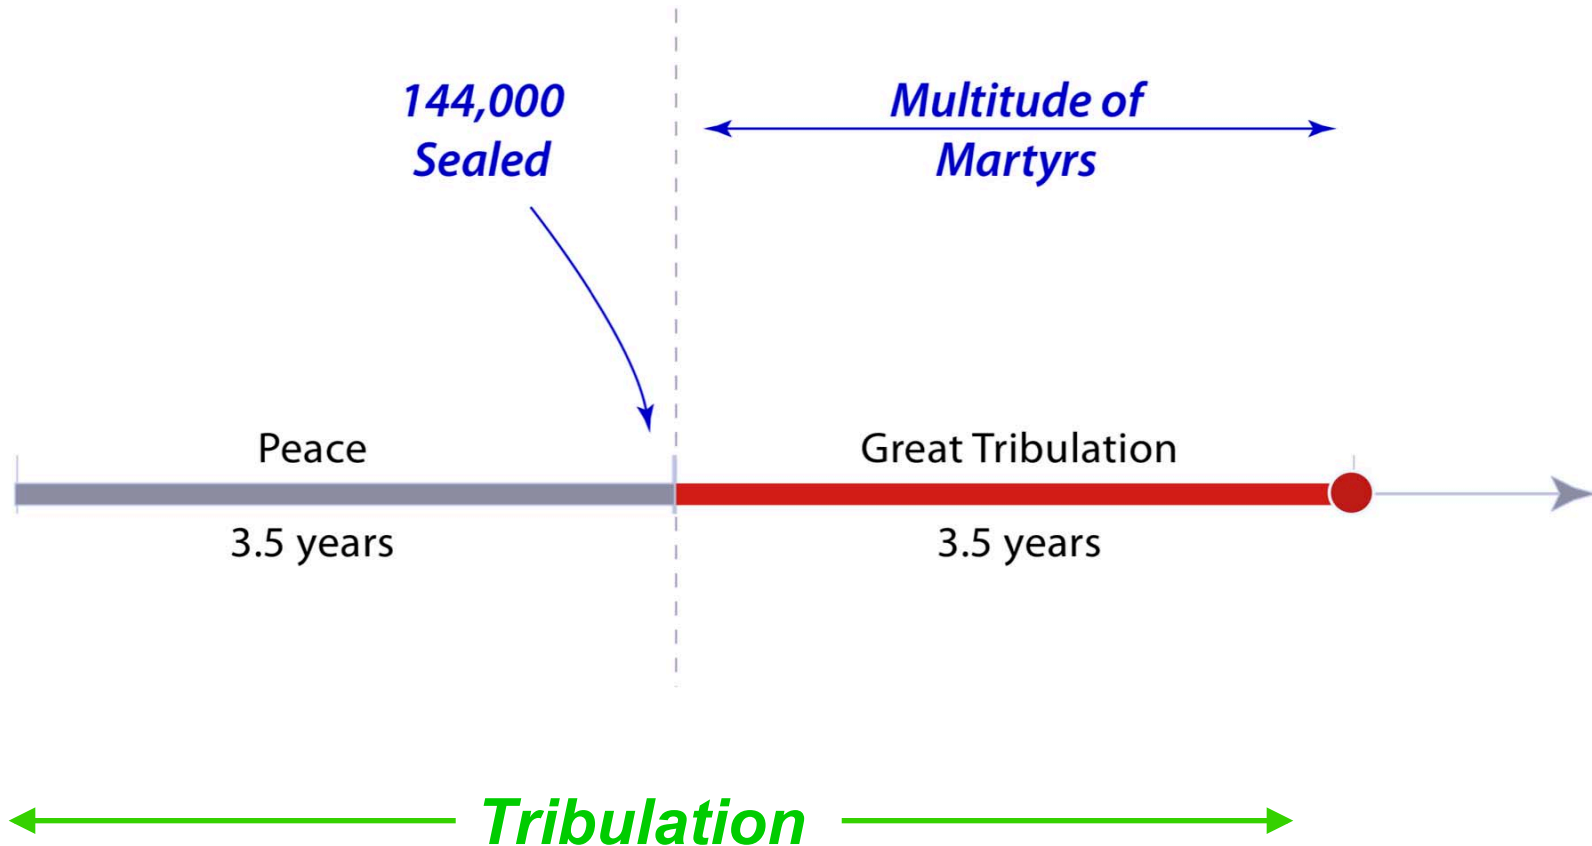 144,000
Sealed
Multitude of
Martyrs
Peace
Great Tribulation
3.5 years
3.5 years
Tribulation